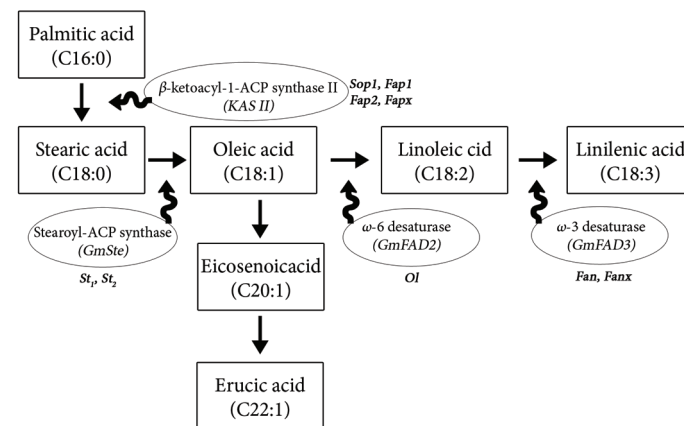 Palmitic acid
(C16:0)
β-ketoacyl-1-ACP synthase II
(KAS II)
Sop1, Fap1
Fap2, Fapx
Stearic acid
(C18:0)
Oleic acid
(C18:1)
Linoleic cid
(C18:2)
Linilenic acid
(C18:3)
Stearoyl-ACP synthase
(GmSte)
St1, St2
ω-6 desaturase
(GmFAD2)
Ol
ω-3 desaturase
(GmFAD3)
Fan, Fanx
Eicosenoicacid
(C20:1)
Erucic acid
(C22:1)